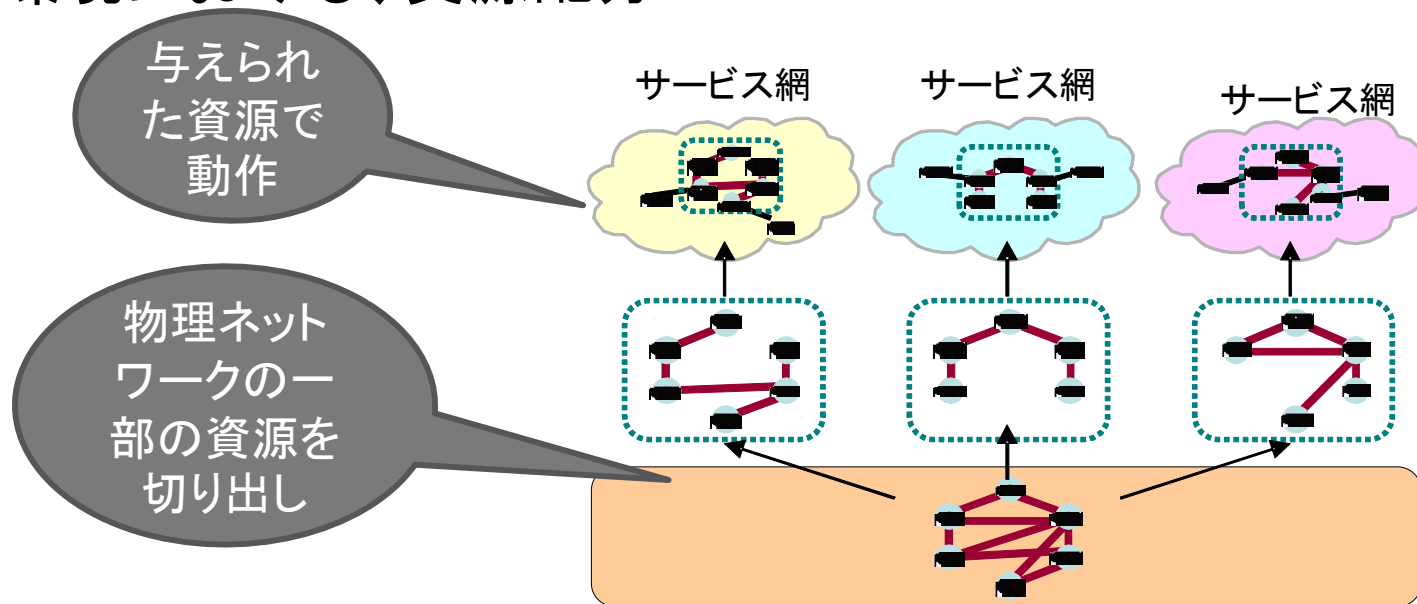 与えられ
た資源で
動作
サービス網
サービス網
サービス網
物理ネット
ワークの一
部の資源を
切り出し